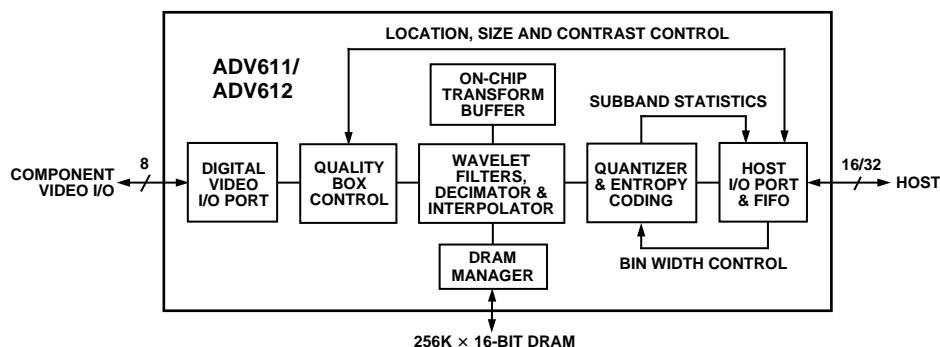 LOCATION, SIZE AND CONTRAST CONTROL
ADV611/
ADV612
ON-CHIP
TRANSFORM
BUFFER
SUBBAND STATISTICS
COMPONENT
VIDEO I/O
8
DIGITAL
VIDEO
I/O PORT
QUALITY
BOX
CONTROL
WAVELET
FILTERS,
DECIMATOR &
INTERPOLATOR
QUANTIZER
& ENTROPY
CODING
HOST
I/O PORT
& FIFO
16/32
HOST
DRAM
MANAGER
BIN WIDTH CONTROL
256K × 16-BIT DRAM